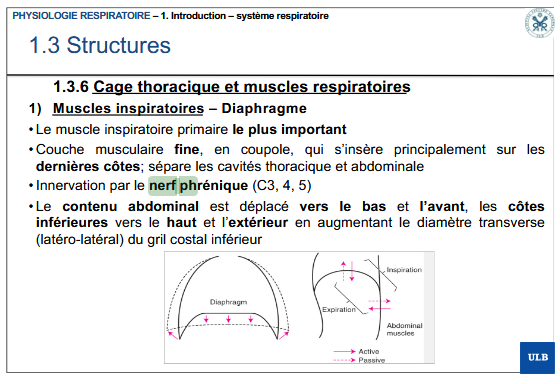 PHYSIOLOGIE RESPIRATOIRE – 1. Introduction – système respiratoire
1.3 Structures
1.3.6 Cage thoracique et muscles respiratoires
1) Muscles inspiratoires – Diaphragme
• Le muscle inspiratoire primaire le plus important
• Couche musculaire fine, en coupole, qui s’insère principalement sur les
dernières côtes; sépare les cavités thoracique et abdominale
• Innervation par le nerf phrénique (C3, 4, 5)
• Le contenu abdominal est déplacé vers le bas et l’avant, les côtes
inférieures vers le haut et l’extérieur en augmentant le diamètre transverse
(latéro-latéral) du gril costal inférieur
Diaphragm
Inspiration
Expiration
Abdominal
muscles
Active
Passive
ULB